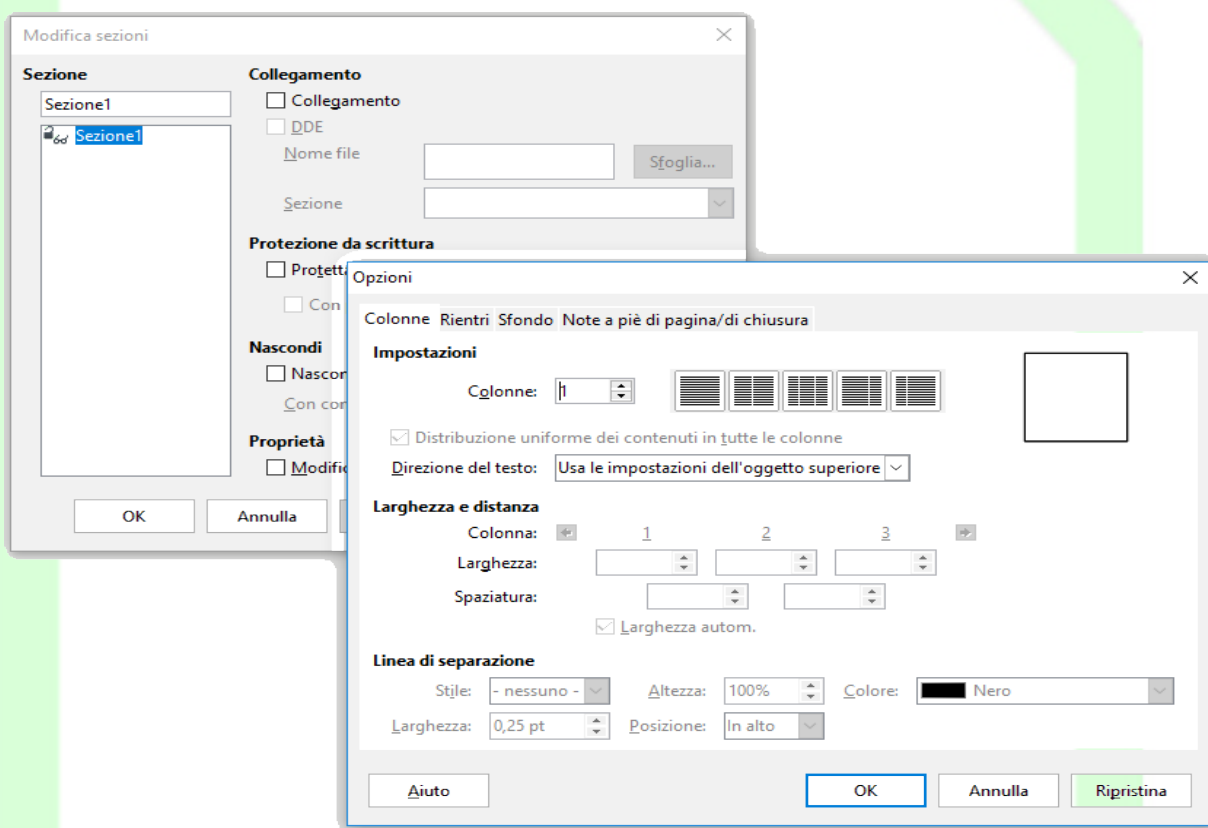 Modifica sezioni
Sezione
Sezione1
Sezione1
Collegamento
Collegamento
DDE
Nome file
Sfoglia...
Sezione
Protezione da scrittura
Con
Nascondi
Proprietà
OK
Annulla
Opzioni
Colonne Rientri Sfondo Note a piè di pagina/di chiusura
Impostazioni
Colonne: 1
Distribuzione uniforme dei contenuti in tutte le colonne
Direzione del testo: Usa le impostazioni dell'oggetto superiore
Larghezza e distanza
Colonna: 1 2 3
Larghezza:
Spaziatura:
Larghezza autom.
Linea di separazione
Stile: - nessuno - Altezza: 100% Colore: Nero
Larghezza: 0,25 pt Posizione: In alto
Aiuto OK Annulla Ripristina